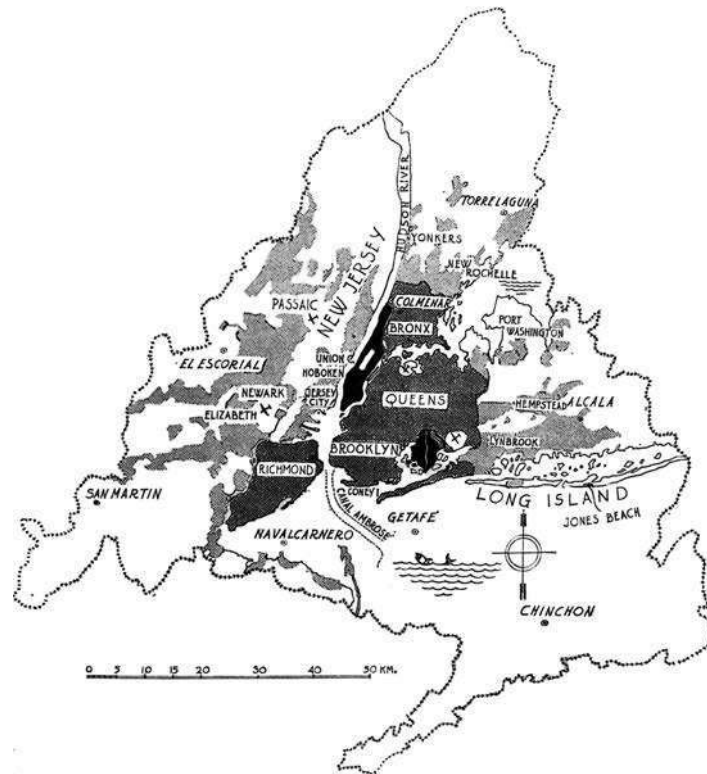 HUDSON RIVER
TORRELAGUNA
YONKERS
NEW JERSEY
NEW
ROCHELLE
PASSAIC
COLMENAR
PORT
WASHINGTON
BRONX
UNION
HOBOKEN
EL ESCORIAL
JERSEY
CITY
NEWARK
QUEENS
HEMPSTEAD
ALCALA
ELIZABETH
LYNBROOK
BROOKLYN
RICHMOND
CONEY I
LONG ISLAND
SAN MARTIN
CANAL AMBROSE
GETAFE
JONES BEACH
NAVALCARNERO
N
CHINCHON
0 5 10 20 30 40 50 KM.